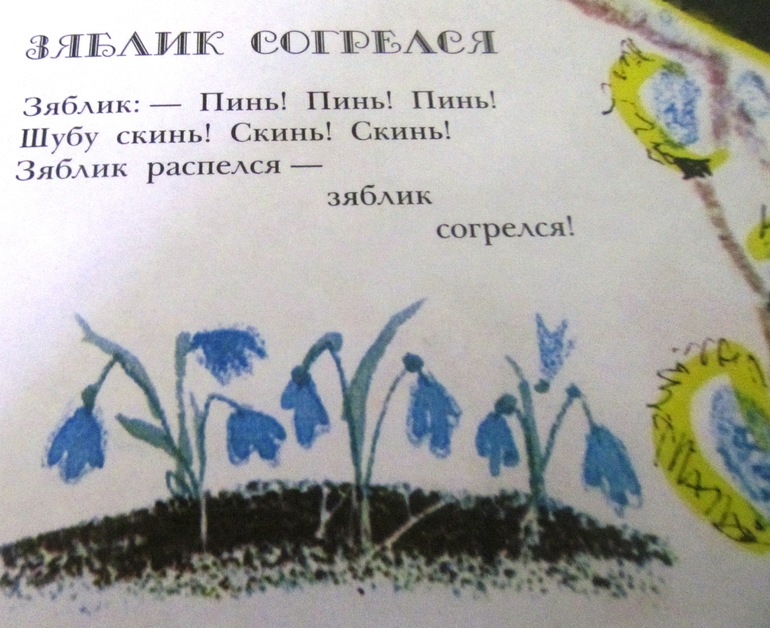 ЗЯБЛИК СОГРЕЛСЯ
Зяблик: — Пинь! Пинь! Пинь!
Шубу скинь! Скинь! Скинь!
Зяблик распелся —
зяблик
согрелся!